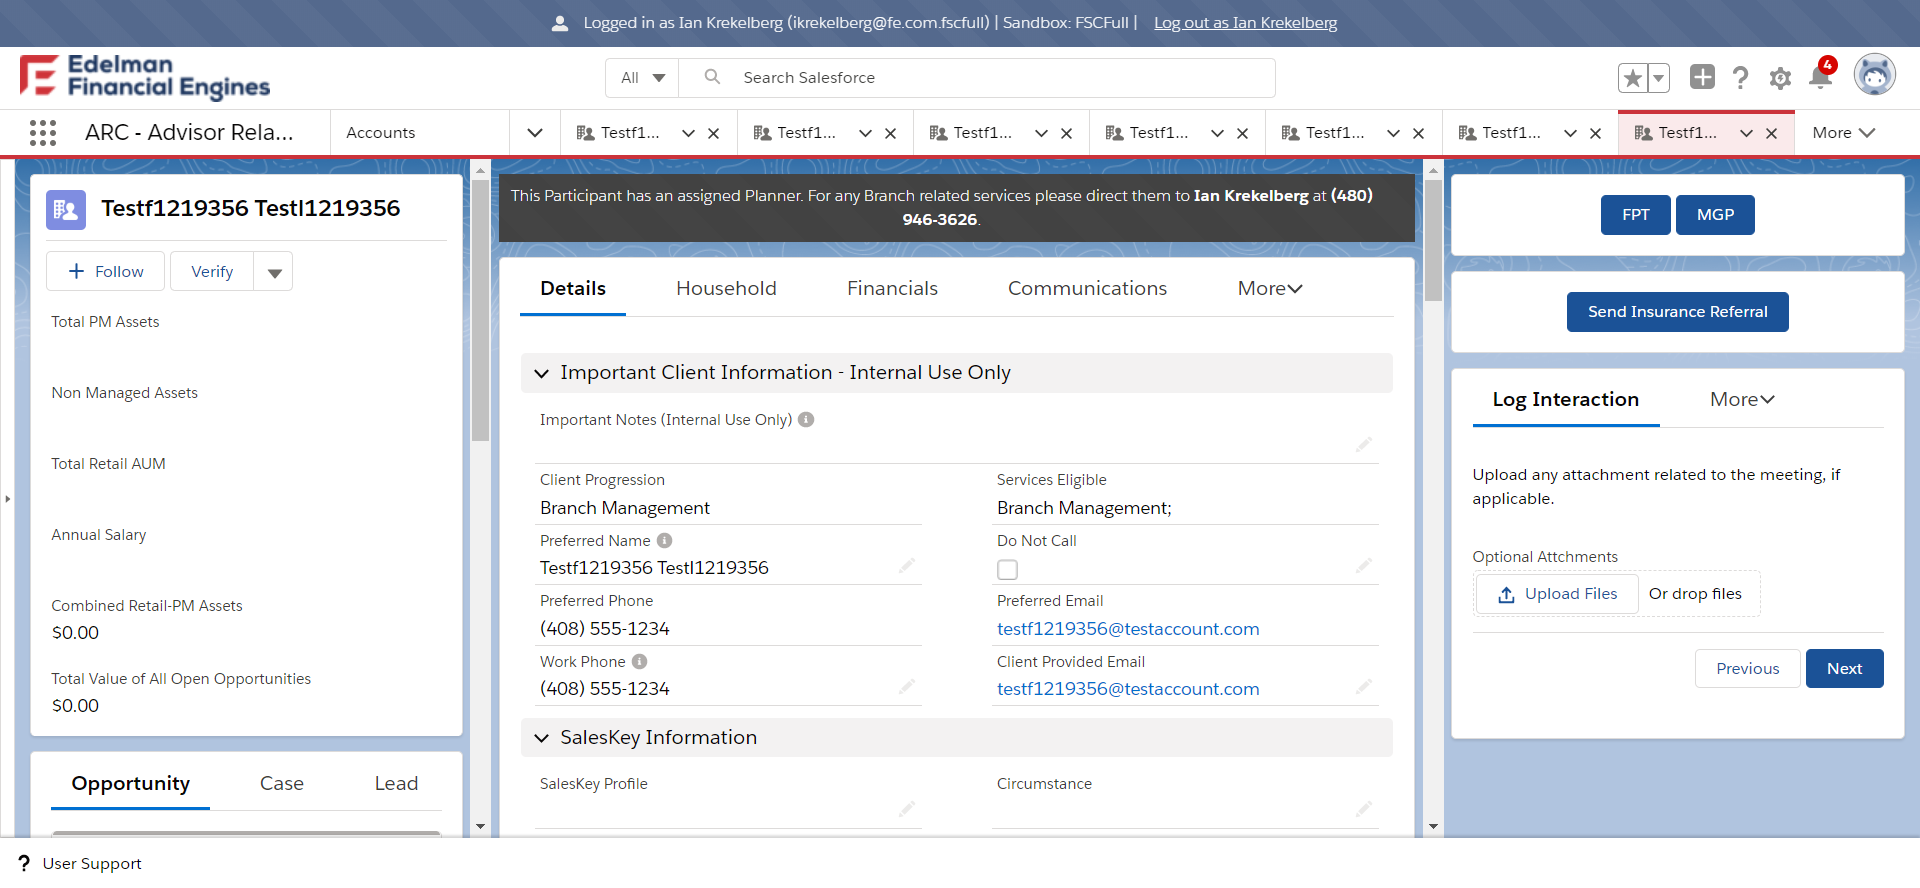 Logged in as Ian Krekelberg (ikrekelberg@fe.com.fscfull) | Sandbox: FSCFull | Log out as Ian Krekelberg
Edelman
Financial Engines
All
Search Salesforce
4
ARC - Advisor Rela...
Accounts
Testf1...
Testf1...
Testf1...
Testf1...
Testf1...
Testf1...
Testf1...
More
Testf1219356 Testl1219356
Follow
Verify
Total PM Assets
Non Managed Assets
Total Retail AUM
Annual Salary
Combined Retail-PM Assets
$0.00
Total Value of All Open Opportunities
$0.00
Opportunity
Case
Lead
This Participant has an assigned Planner. For any Branch related services please direct them to Ian Krekelberg at (480)
946-3626.
Details
Household
Financials
Communications
More
Important Client Information - Internal Use Only
Important Notes (Internal Use Only)
Client Progression
Branch Management
Services Eligible
Branch Management;
Preferred Name
Testf1219356 Testl1219356
Do Not Call
Preferred Phone
(408) 555-1234
Preferred Email
testf1219356@testaccount.com
Work Phone
(408) 555-1234
Client Provided Email
testf1219356@testaccount.com
SalesKey Information
SalesKey Profile
Circumstance
FPT
MGP
Send Insurance Referral
Log Interaction
More
Upload any attachment related to the meeting, if
applicable.
Optional Attchments
Upload Files
Or drop files
Previous
Next
User Support